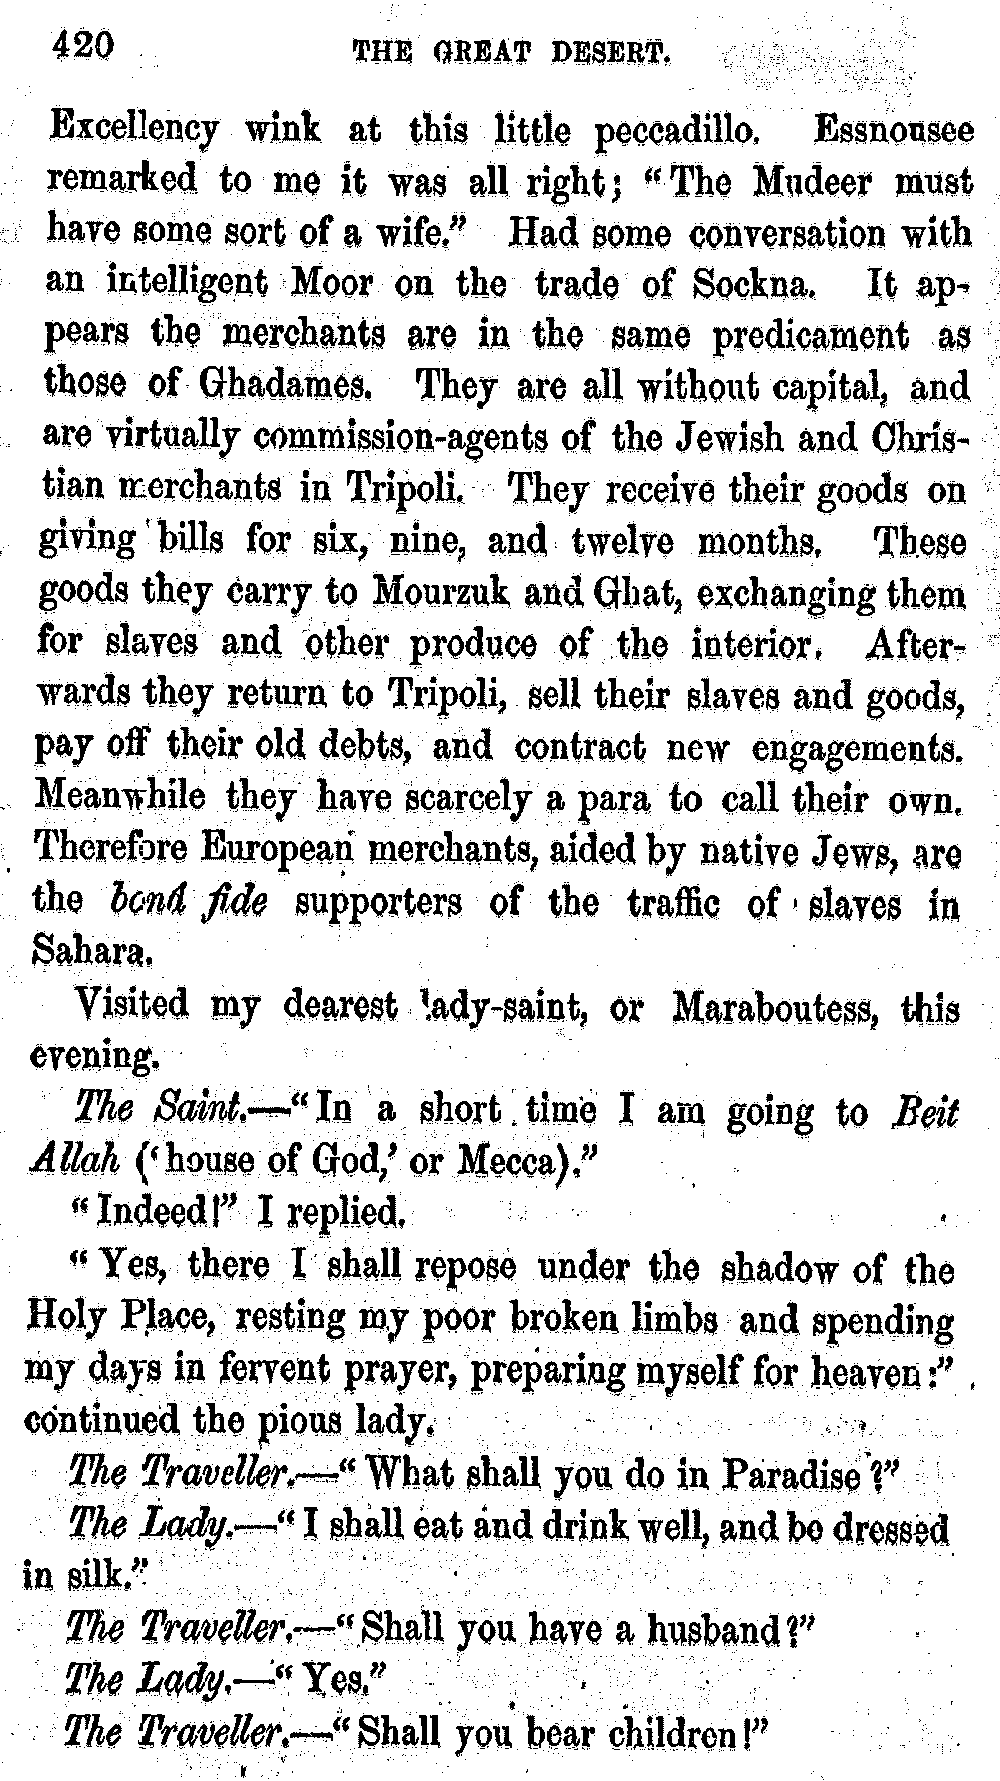 420 THE GREAT DESERT.
Excellency wink at this little peccadillo. Essnousee
remarked to me it was all right; "The Mudeer must
have some sort of a wife." Had some conversation with
an intelligent Moor on the trade of Sockna. It ap-
pears the merchants are in the same predicament as
those of Ghadames. They are all without capital, and
are virtually commission-agents of the Jewish and Chris-
tian merchants in Tripoli. They receive their goods on
giving bills for six, nine, and twelve months. These
goods they carry to Mourzuk and Ghat, exchanging them
for slaves and other produce of the interior. After-
wards they return to Tripoli, sell their slaves and goods,
pay off their old debts, and contract new engagements.
Meanwhile they have scarcely a para to call their own.
Therefore European merchants, aided by native Jews, are
the bonâ fide supporters of the traffic of slaves in
Sahara.
Visited my dearest lady-saint, or Maraboutess, this
evening.
The Saint.—"In a short time I am going to Beit
Allah ('house of God,' or Mecca)."
"Indeed!" I replied.
"Yes, there I shall repose under the shadow of the
Holy Place, resting my poor broken limbs and spending
my days in fervent prayer, preparing myself for heaven:"
continued the pious lady.
The Traveller.—"What shall you do in Paradise?"
The Lady.—"I shall eat and drink well, and be dressed
in silk."
The Traveller.—"Shall you have a husband?"
The Lady.—"Yes."
The Traveller.—"Shall you bear children!"